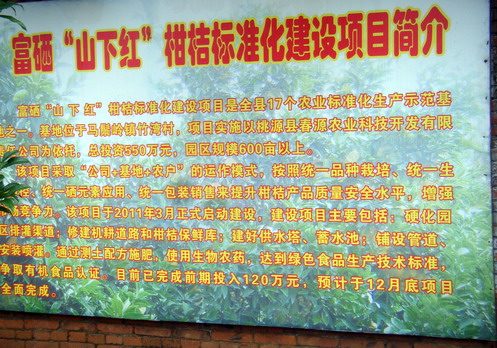 富硒“山下红”柑桔标准化建设项目简介
富硒“山下红”柑桔标准化建设项目是全县17个农业标准化生产示范基
地之一。基地位于马鬃岭镇竹湾村，项目实施以桃源县春源农业科技开发有限
责任公司为依托，总投资550万元，园区规模600亩以上。
该项目采取“公司+基地+农户”的运作模式，按照统一品种栽培、统一生
统一硒元素应用、统一包装销售来提升柑桔产品质量安全水平，增强
市场竞争力。该项目于2011年3月正式启动建设，建设项目主要包括：硬化园
区排灌渠道；修建机耕道路和柑桔保鲜库；建好供水塔、蓄水池；铺设管道、
安装喷灌。通过测土配方施肥，使用生物农药，达到绿色食品生产技术标准，
争取有机食品认证。目前已完成前期投入120万元，预计于12月底项目
全面完成。